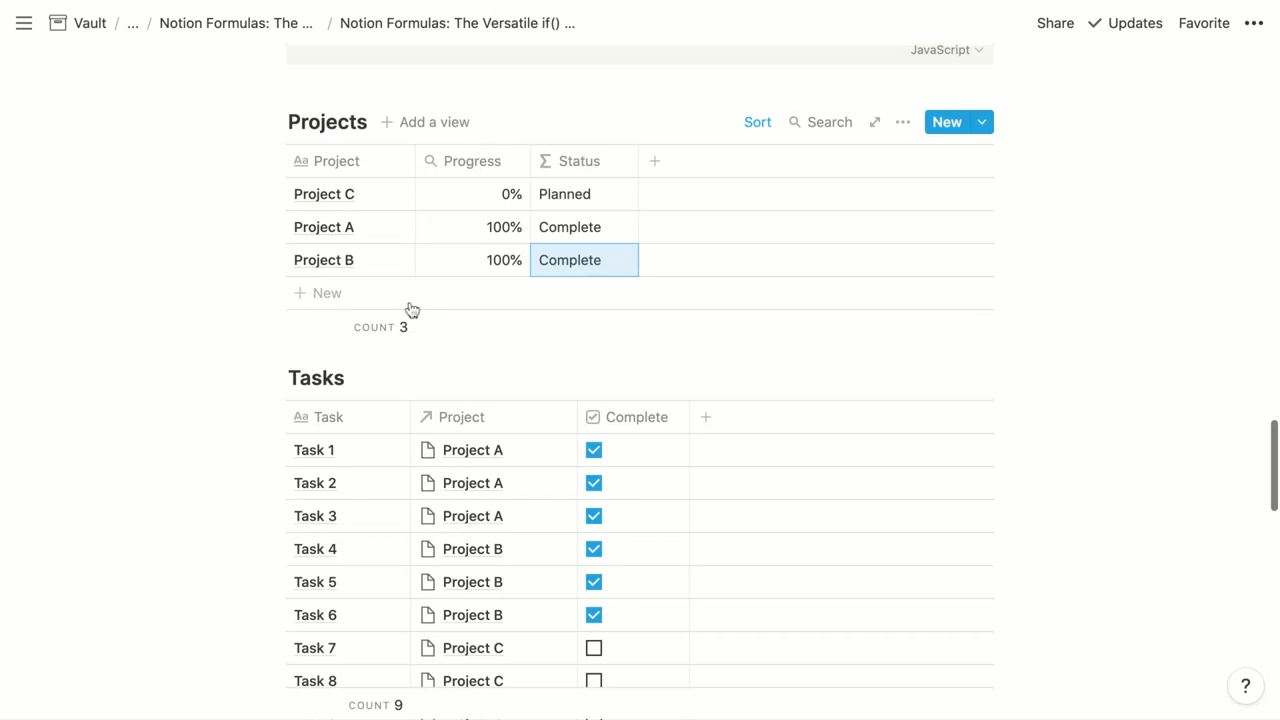 Vault / ... / Notion Formulas: The ... / Notion Formulas: The Versatile if() ... Share Updates Favorite •••
JavaScript
Projects + Add a view Sort Search ••• New
Aa Project Progress Σ Status +
Project C 0% Planned
Project A 100% Complete
Project B 100% Complete
+ New
COUNT 3
Tasks
Aa Task Project Complete +
Task 1 Project A
Task 2 Project A
Task 3 Project A
Task 4 Project B
Task 5 Project B
Task 6 Project B
Task 7 Project C
Task 8 Project C
COUNT 9
?